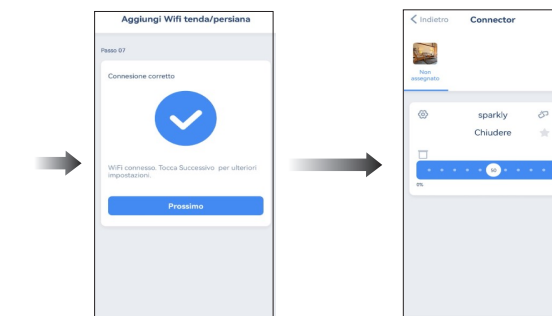 Aggiungi Wifi tenda/persiana
Passo 07
Connesione corretto
WiFi connesso. Tocca Successivo per ulteriori
impostazioni.
Prossimo
Indietro
Connector
Non
assegnato
sparkly
Chiudere
50
0%